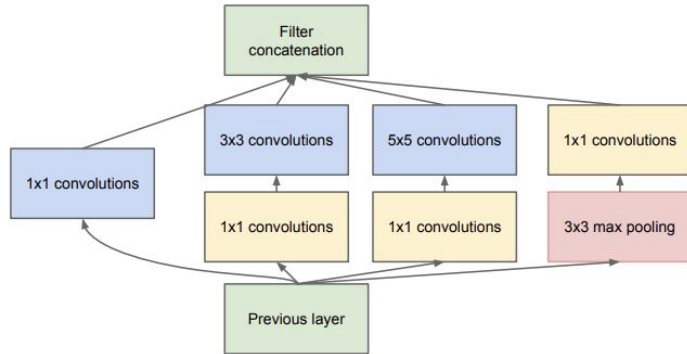 Filter
concatenation
3x3 convolutions
5x5 convolutions
1x1 convolutions
1x1 convolutions
1x1 convolutions
1x1 convolutions
3x3 max pooling
Previous layer